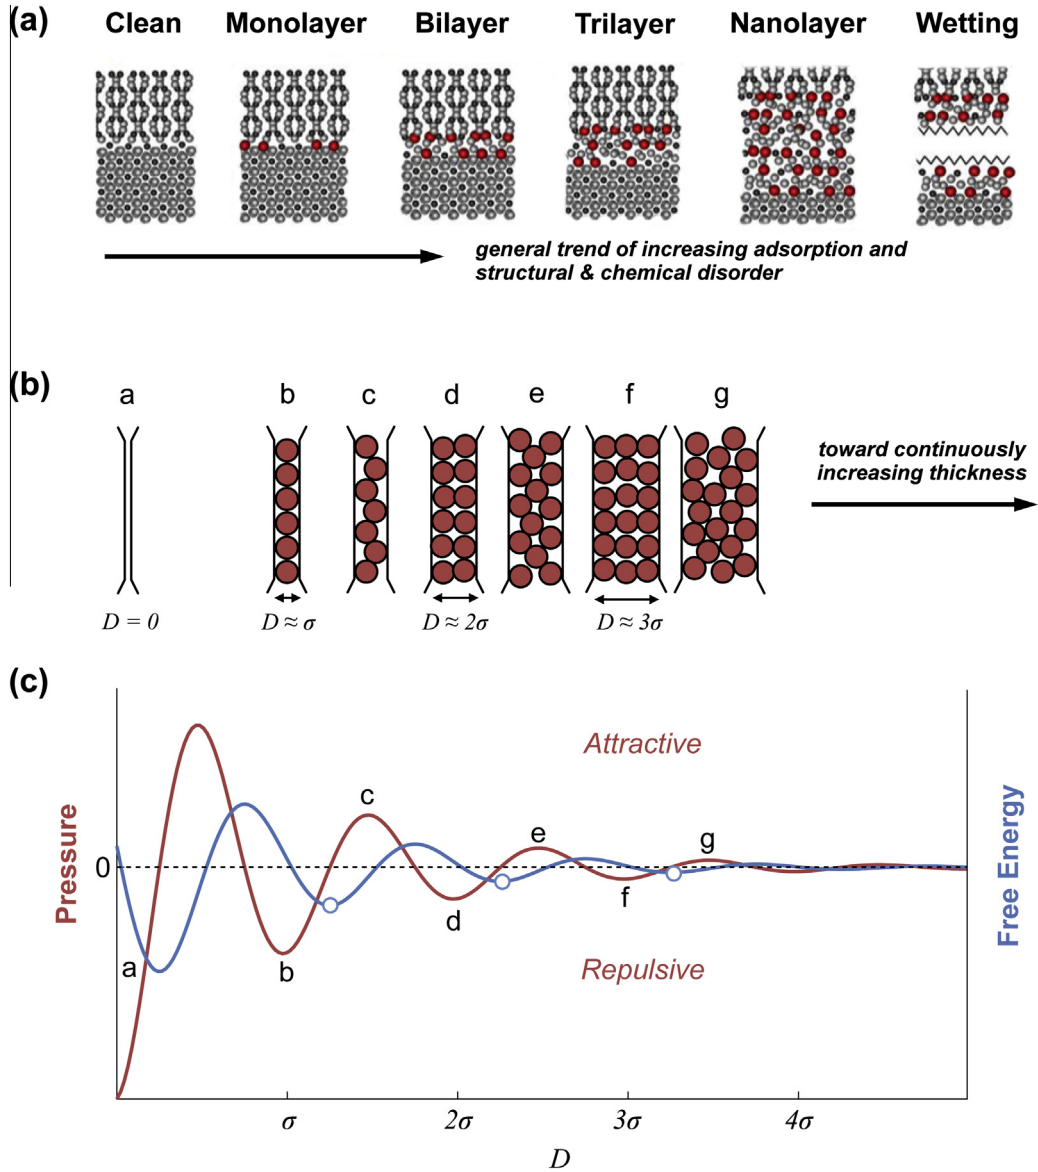 (a) Clean Monolayer Bilayer Trilayer Nanolayer Wetting
general trend of increasing adsorption and
structural & chemical disorder
(b)
a b c d e f g
toward continuously
increasing thickness
D = 0 D ≈ σ D ≈ 2σ D ≈ 3σ
(c)
Attractive
c
e
g
Pressure
0
Free Energy
f
d
a
b
Repulsive
σ 2σ 3σ 4σ
D